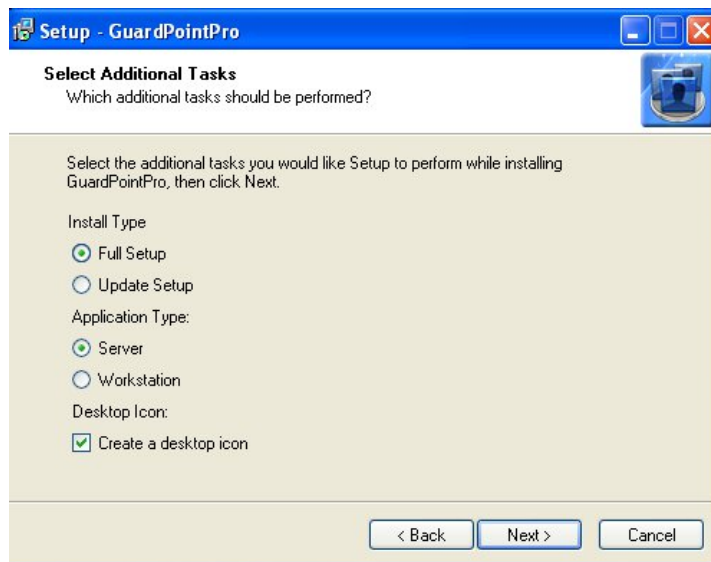 Setup - GuardPointPro
Select Additional Tasks
Which additional tasks should be performed?
Select the additional tasks you would like Setup to perform while installing
GuardPointPro, then click Next.
Install Type
Full Setup
Update Setup
Application Type:
Server
Workstation
Desktop Icon:
Create a desktop icon
< Back
Next >
Cancel